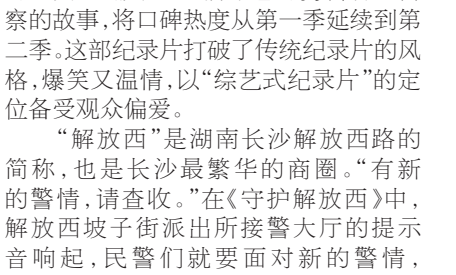 察的故事，将口碑热度从第一季延续到第
二季。这部纪录片打破了传统纪录片的风
格，爆笑又温情，以“综艺式纪录片”的定
位备受观众偏爱。
“解放西”是湖南长沙解放西路的
简称，也是长沙最繁华的商圈。“有新
的警情，请查收。”在《守护解放西》中，
解放西坡子街派出所接警大厅的提示
音响起，民警们就要面对新的警情，